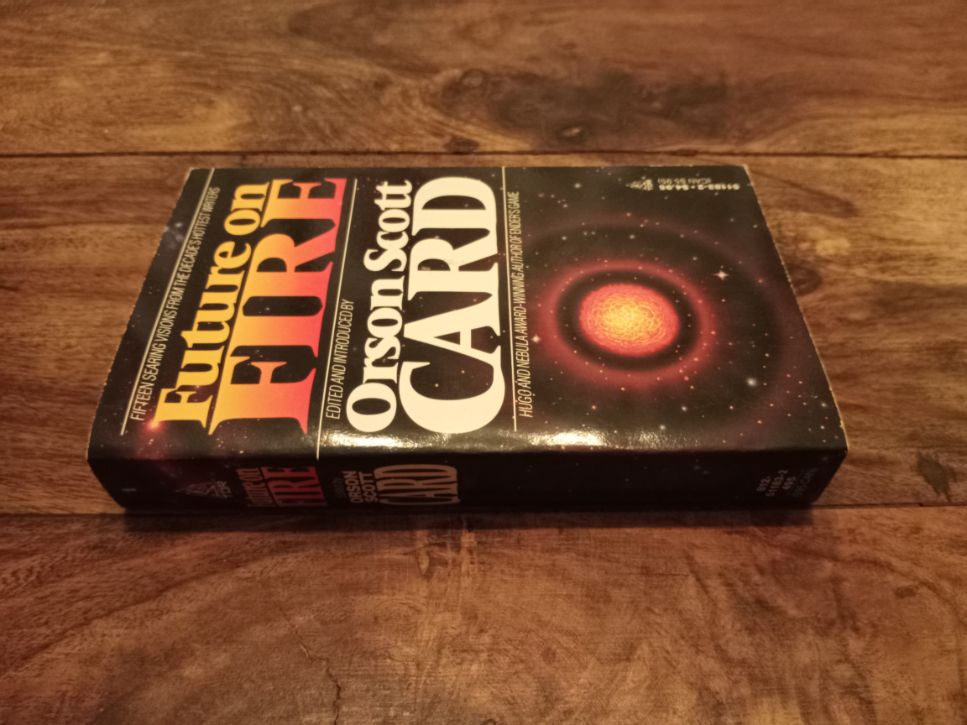 FIFTEEN SEARING VISIONS FROM THE DECADE'S HOTTEST WRITERS
Future on
FIRE
EDITED AND INTRODUCED BY
Orson Scott
CARD
HUGO AND NEBULA AWARD-WINNING AUTHOR OF ENDER'S GAME
TOR
Future on
FIRE
ORSON
SCOTT
CARD